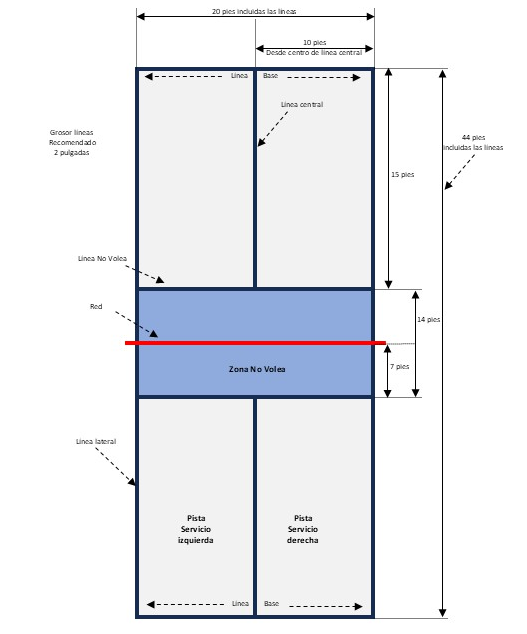 20 pies incluidas las líneas
10 pies
Desde centro de línea central
Línea Base
Línea central
Grosor líneas
Recomendado
2 pulgadas
44 pies
incluidas las líneas
15 pies
Línea No Volea
Red
14 pies
7 pies
Zona No Volea
Línea lateral
Pista
Servicio
izquierda
Pista
Servicio
derecha
Línea Base